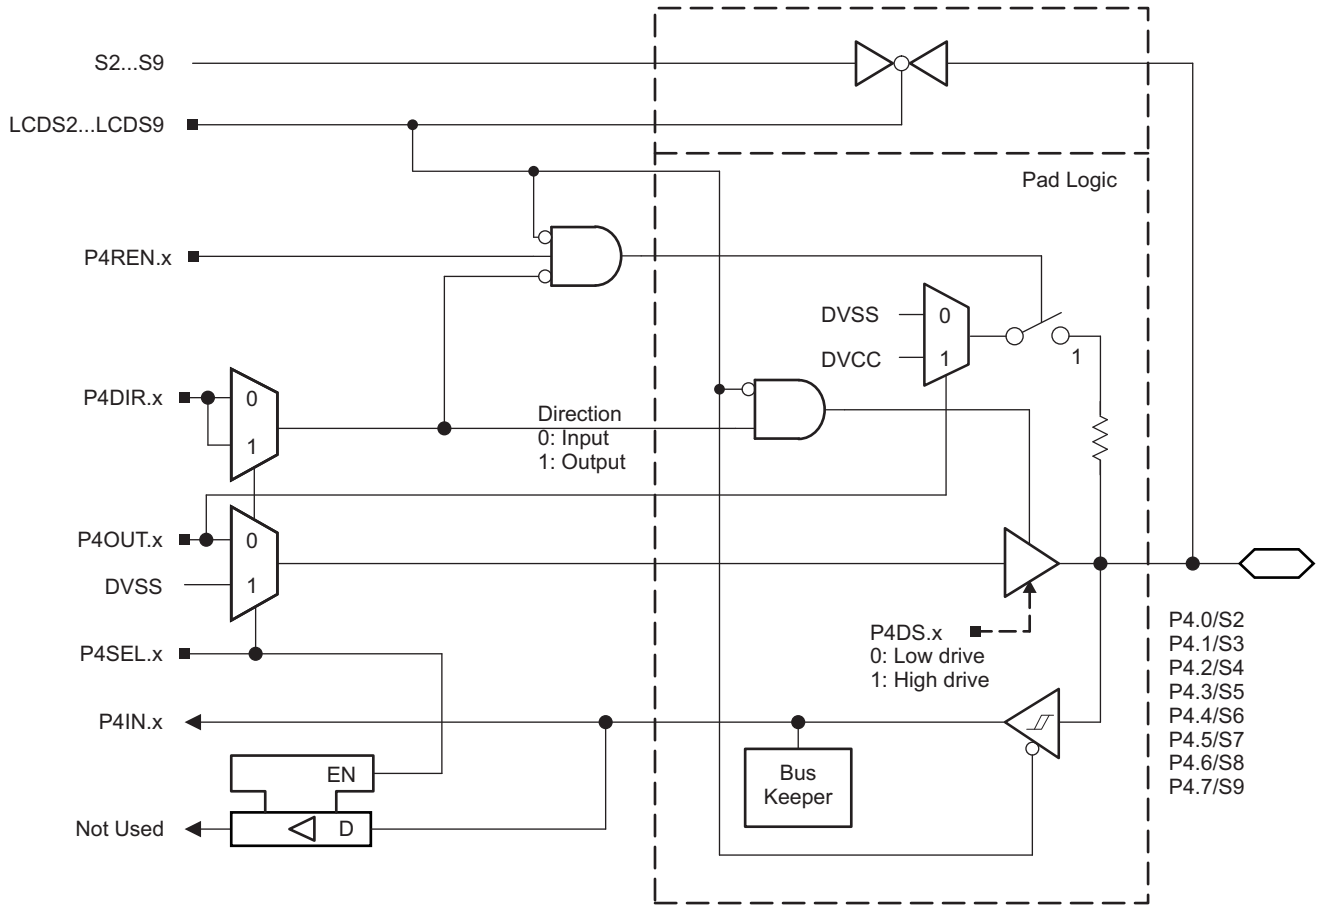 S2...S9
LCDS2...LCDS9
Pad Logic
P4REN.x
DVSS
0
DVCC
1
1
P4DIR.x
0
1
Direction
0: Input
1: Output
P4OUT.x
0
DVSS
1
P4SEL.x
P4DS.x
0: Low drive
1: High drive
P4.0/S2
P4.1/S3
P4.2/S4
P4.3/S5
P4.4/S6
P4.5/S7
P4.6/S8
P4.7/S9
P4IN.x
Bus
Keeper
EN
Not Used
D